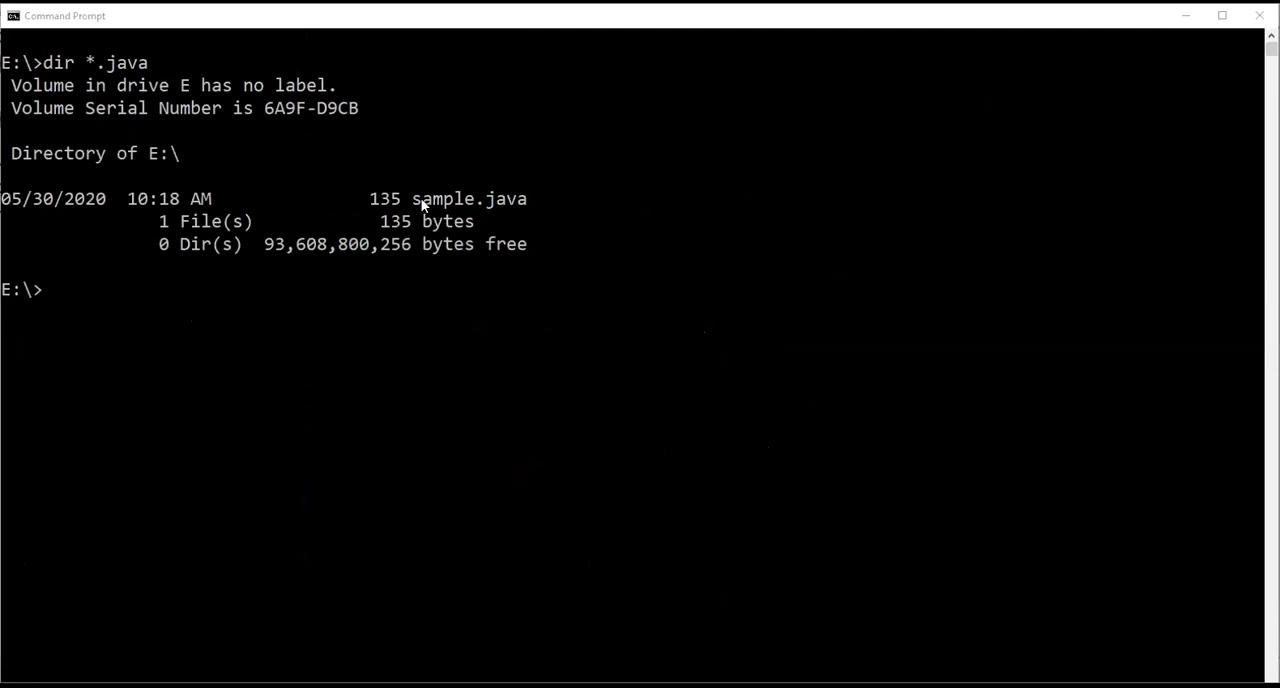 Command Prompt
E:\>dir *.java
Volume in drive E has no label.
Volume Serial Number is 6A9F-D9CB
Directory of E:\
05/30/2020  10:18 AM               135 sample.java
1 File(s)            135 bytes
0 Dir(s)  93,608,800,256 bytes free
E:\>